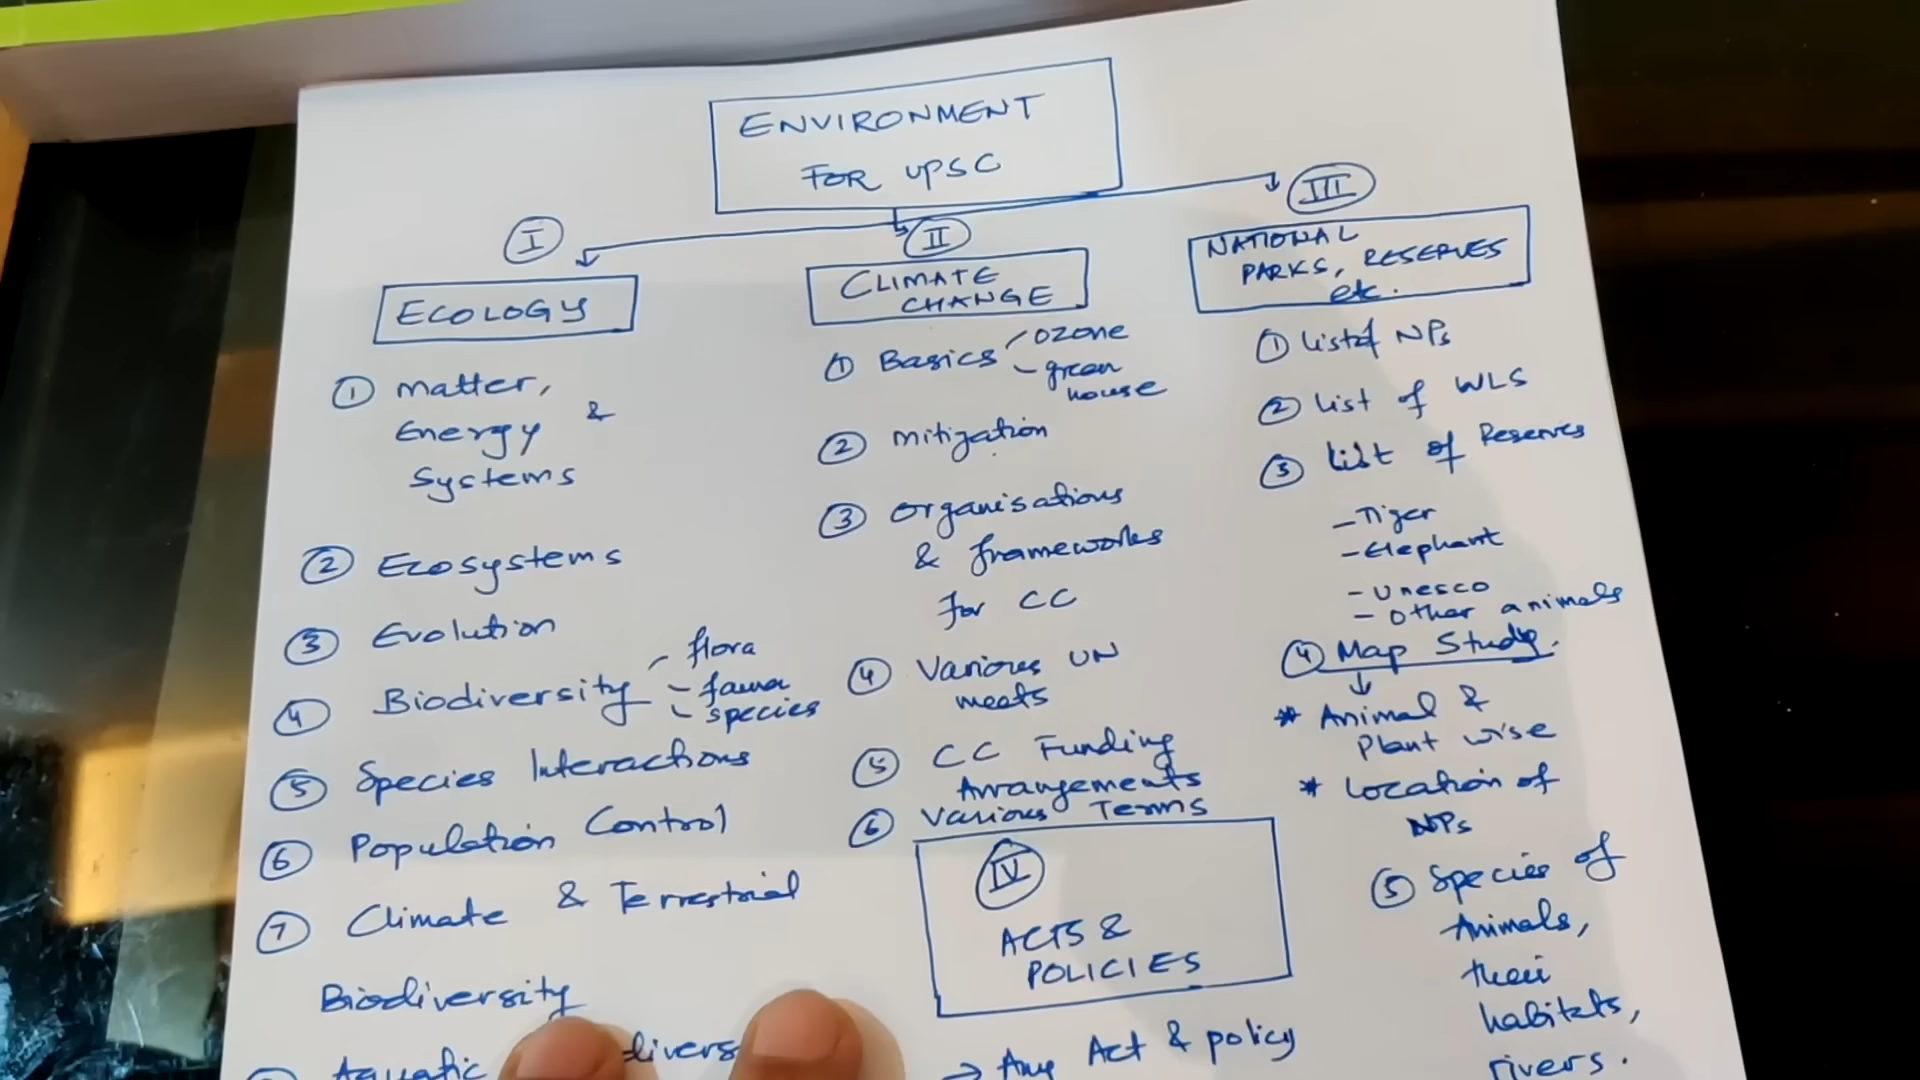 ENVIRONMENT
FOR UPSC
I
ECOLOGY
① matter,
Energy &
Systems
② Ecosystems
③ Evolution
④ Biodiversity - flora
- fauna
- species
⑤ Species Interactions
⑥ Population Control
⑦ Climate & Terrestrial
Biodiversity
Aquatic
II
CLIMATE
CHANGE
① Basics - ozone
- green
house
② mitigation
③ organisations
& frameworks
for CC
④ Various UN
meets
⑤ CC Funding
Arrangements
⑥ Various Terms
IV
ACTS &
POLICIES
→ Any Act & policy
III
NATIONAL
PARKS, RESERVES
etc.
① list of NPs
② list of WLS
③ list of Reserves
- Tiger
- Elephant
- Unesco
- Other animals
④ Map Study.
* Animal &
Plant wise
* Location of
NPs
⑤ Species of
Animals,
their
habitats,
rivers.